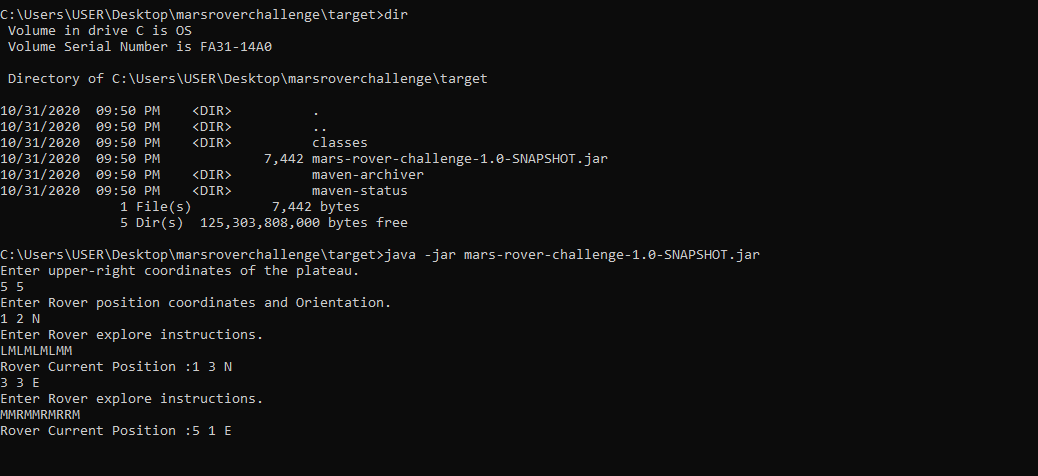 C:\Users\USER\Desktop\marsroverchallenge\target>dir
 Volume in drive C is OS
 Volume Serial Number is FA31-14A0

 Directory of C:\Users\USER\Desktop\marsroverchallenge\target

10/31/2020  09:50 PM    <DIR>          .
10/31/2020  09:50 PM    <DIR>          ..
10/31/2020  09:50 PM    <DIR>          classes
10/31/2020  09:50 PM             7,442 mars-rover-challenge-1.0-SNAPSHOT.jar
10/31/2020  09:50 PM    <DIR>          maven-archiver
10/31/2020  09:50 PM    <DIR>          maven-status
               1 File(s)          7,442 bytes
               5 Dir(s)  125,303,808,000 bytes free

C:\Users\USER\Desktop\marsroverchallenge\target>java -jar mars-rover-challenge-1.0-SNAPSHOT.jar
Enter upper-right coordinates of the plateau.
5 5
Enter Rover position coordinates and Orientation.
1 2 N
Enter Rover explore instructions.
LMLMLMLMM
Rover Current Position :1 3 N
3 3 E
Enter Rover explore instructions.
MMRMMRMRRM
Rover Current Position :5 1 E